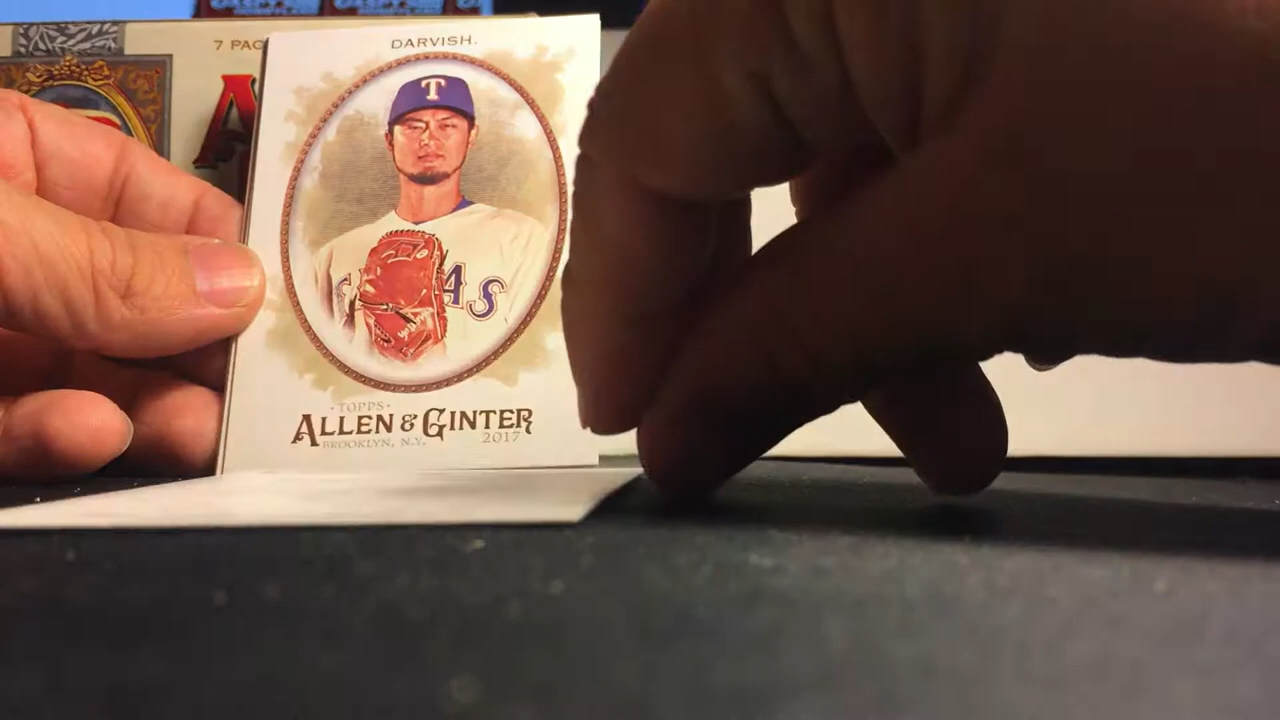 7 PAC
DARVISH.
T
AS
·TOPPS·
ALLEN & GINTER
BROOKLYN, N.Y.
2017